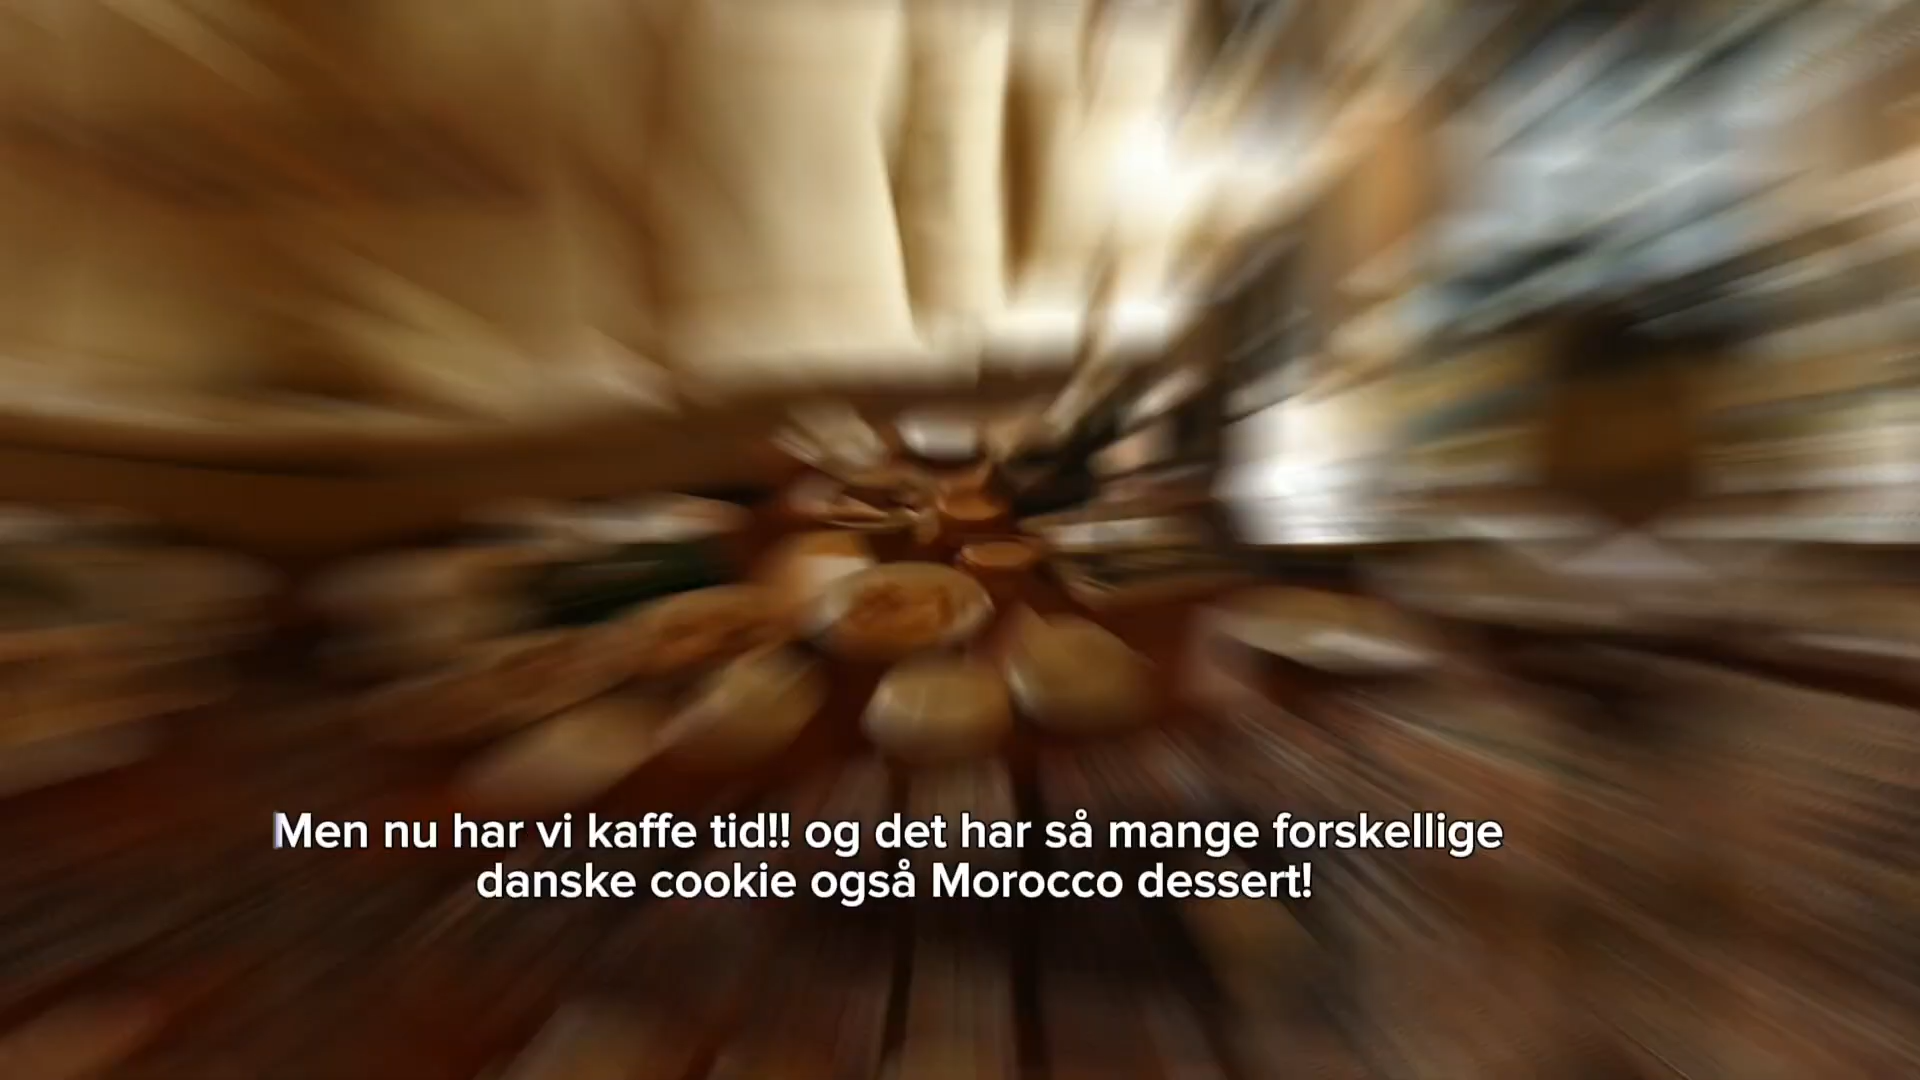 Men nu har vi kaffe tid!! og det har så mange forskellige
danske cookie også Morocco dessert!